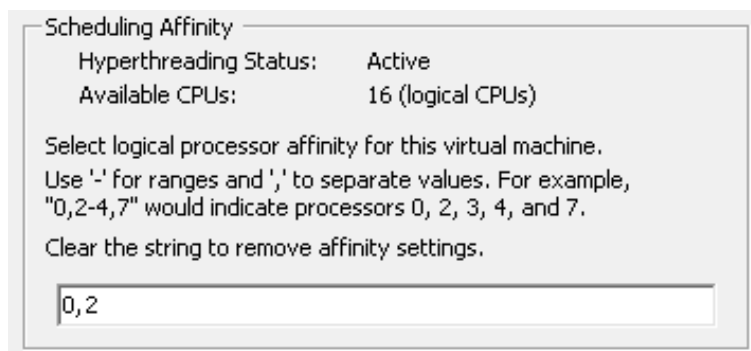 Scheduling Affinity
Hyperthreading Status: Active
Available CPUs: 16 (logical CPUs)
Select logical processor affinity for this virtual machine.
Use '-' for ranges and ',' to separate values. For example,
"0,2-4,7" would indicate processors 0, 2, 3, 4, and 7.
Clear the string to remove affinity settings.
0,2